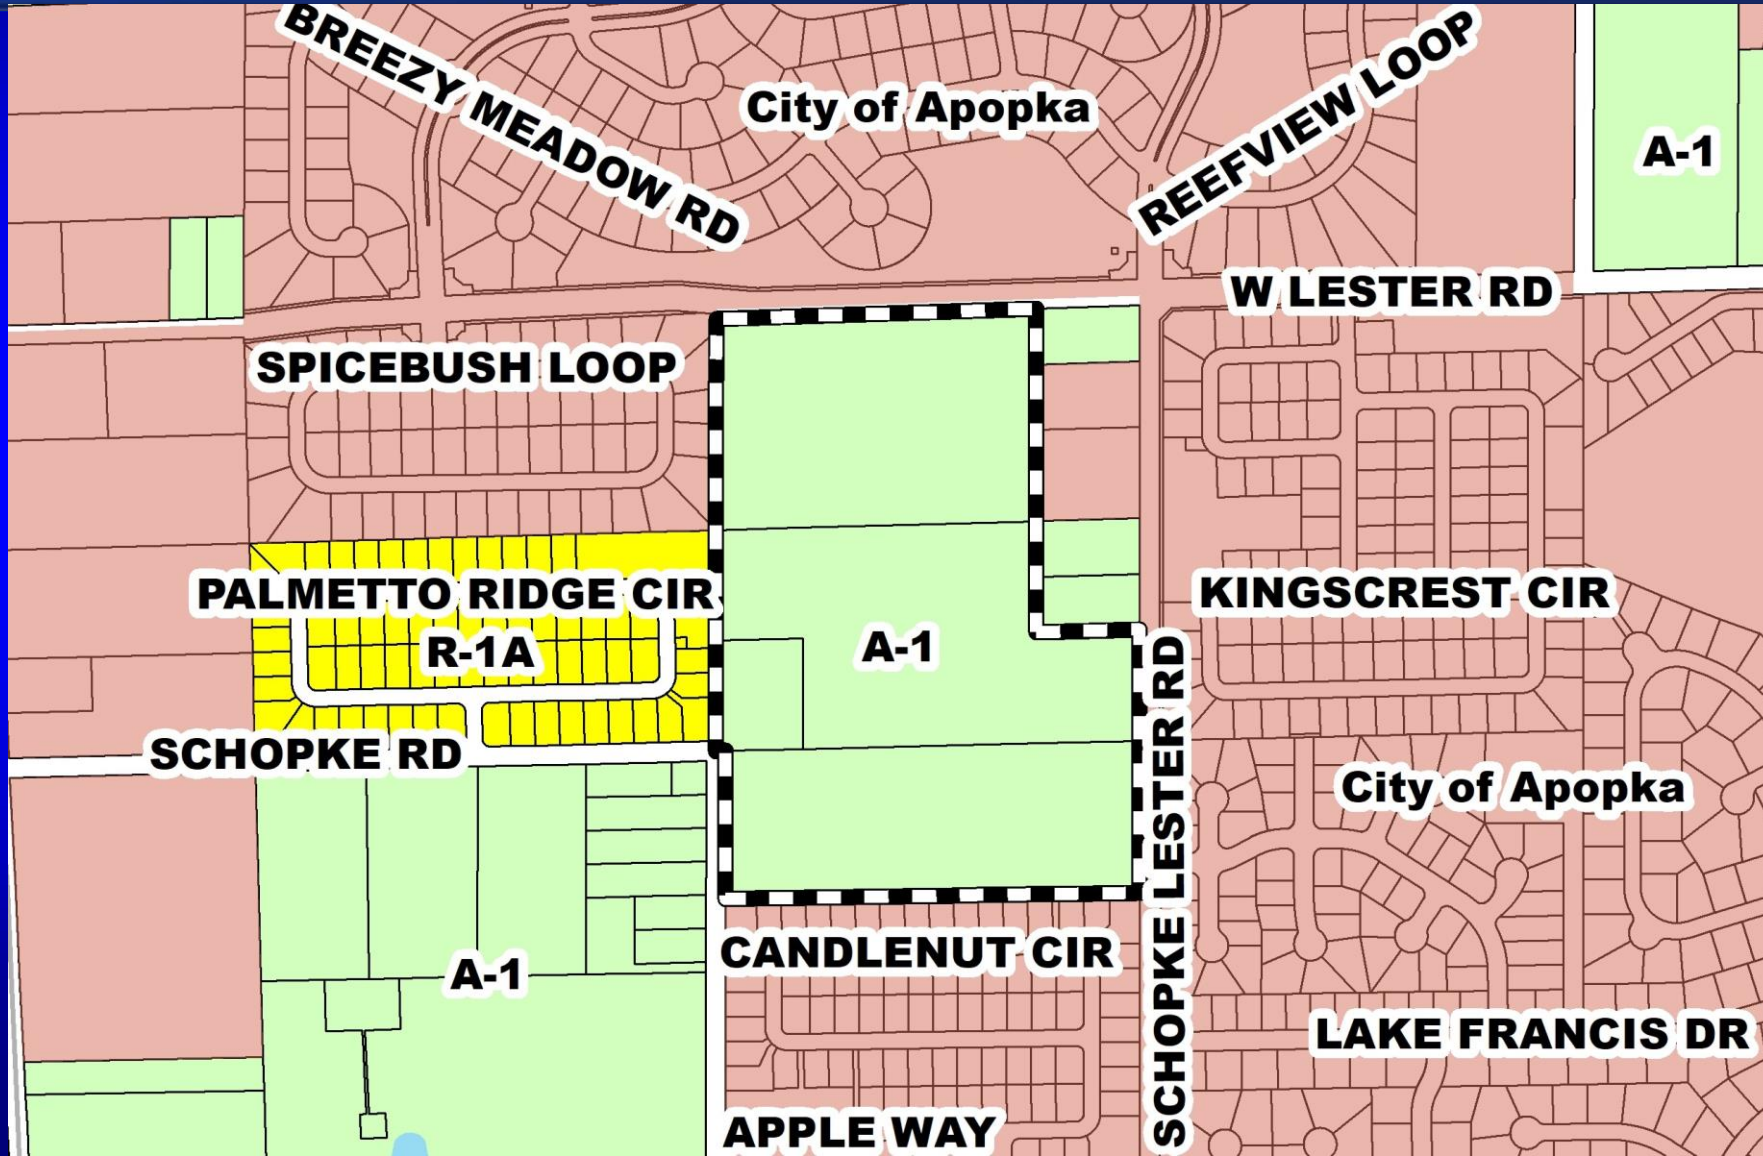 BREEZY MEADOW RD
City of Apopka
REEFVIEW LOOP
A-1
W LESTER RD
SPICEBUSH LOOP
PALMETTO RIDGE CIR
KINGSCREST CIR
R-1A
A-1
SCHOPKE RD
SCHOPKE LESTER RD
City of Apopka
CANDLENUT CIR
A-1
LAKE FRANCIS DR
APPLE WAY